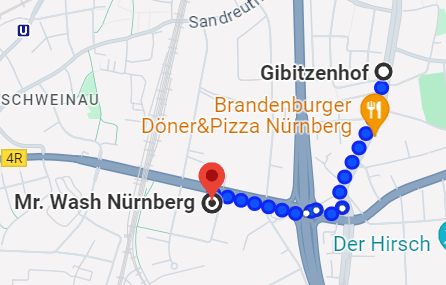 Sandreuth
U
Gibitzenhof
SCHWEINAU
Brandenburger
Döner&Pizza Nürnberg
4R
Mr. Wash Nürnberg
Der Hirsch